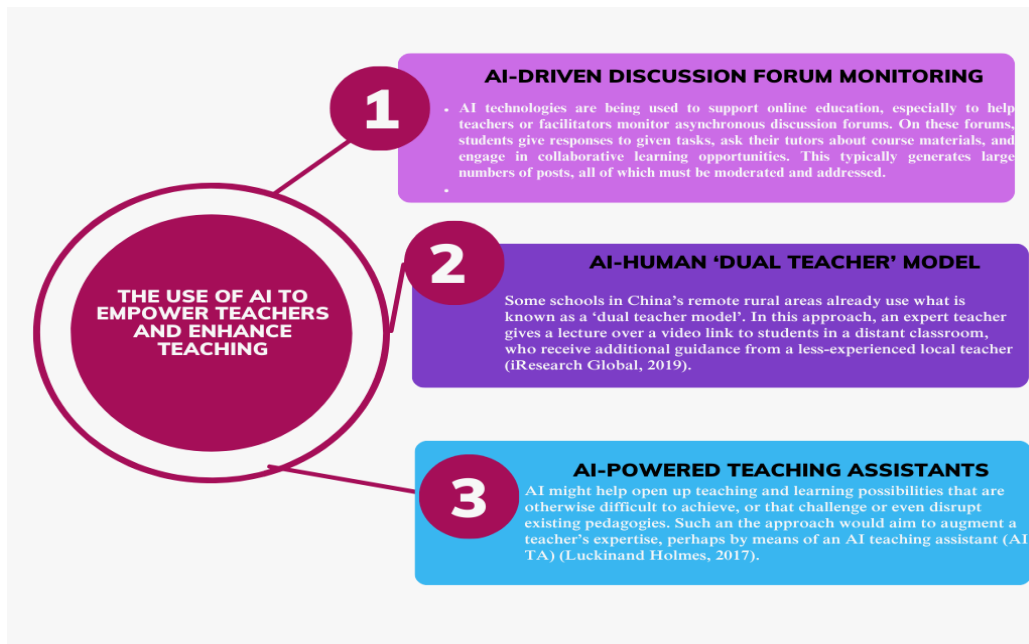 THE USE OF AI TO
EMPOWER TEACHERS
AND ENHANCE
TEACHING
1
AI-DRIVEN DISCUSSION FORUM MONITORING
• AI technologies are being used to support online education, especially to help
teachers or facilitators monitor asynchronous discussion forums. On these forums,
students give responses to given tasks, ask their tutors about course materials, and
engage in collaborative learning opportunities. This typically generates large
numbers of posts, all of which must be moderated and addressed.
•
2
AI-HUMAN ‘DUAL TEACHER’ MODEL
Some schools in China’s remote rural areas already use what is
known as a ‘dual teacher model’. In this approach, an expert teacher
gives a lecture over a video link to students in a distant classroom,
who receive additional guidance from a less-experienced local teacher
(iResearch Global, 2019).
3
AI-POWERED TEACHING ASSISTANTS
AI might help open up teaching and learning possibilities that are
otherwise difficult to achieve, or that challenge or even disrupt
existing pedagogies. Such an the approach would aim to augment a
teacher’s expertise, perhaps by means of an AI teaching assistant (AI
TA) (Luckinand Holmes, 2017).